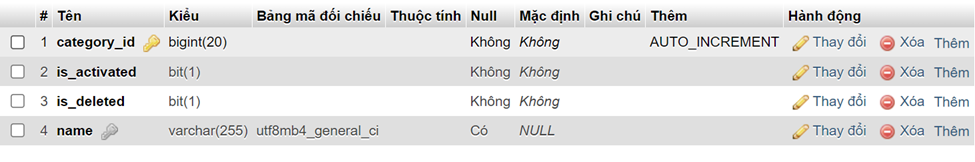 # Tên Kiểu Bảng mã đối chiếu Thuộc tính Null Mặc định Ghi chú Thêm Hành động
1 category_id bigint(20) Không Không AUTO_INCREMENT Thay đổi Xóa Thêm
2 is_activated bit(1) Không Không Thay đổi Xóa Thêm
3 is_deleted bit(1) Không Không Thay đổi Xóa Thêm
4 name varchar(255) utf8mb4_general_ci Có NULL Thay đổi Xóa Thêm